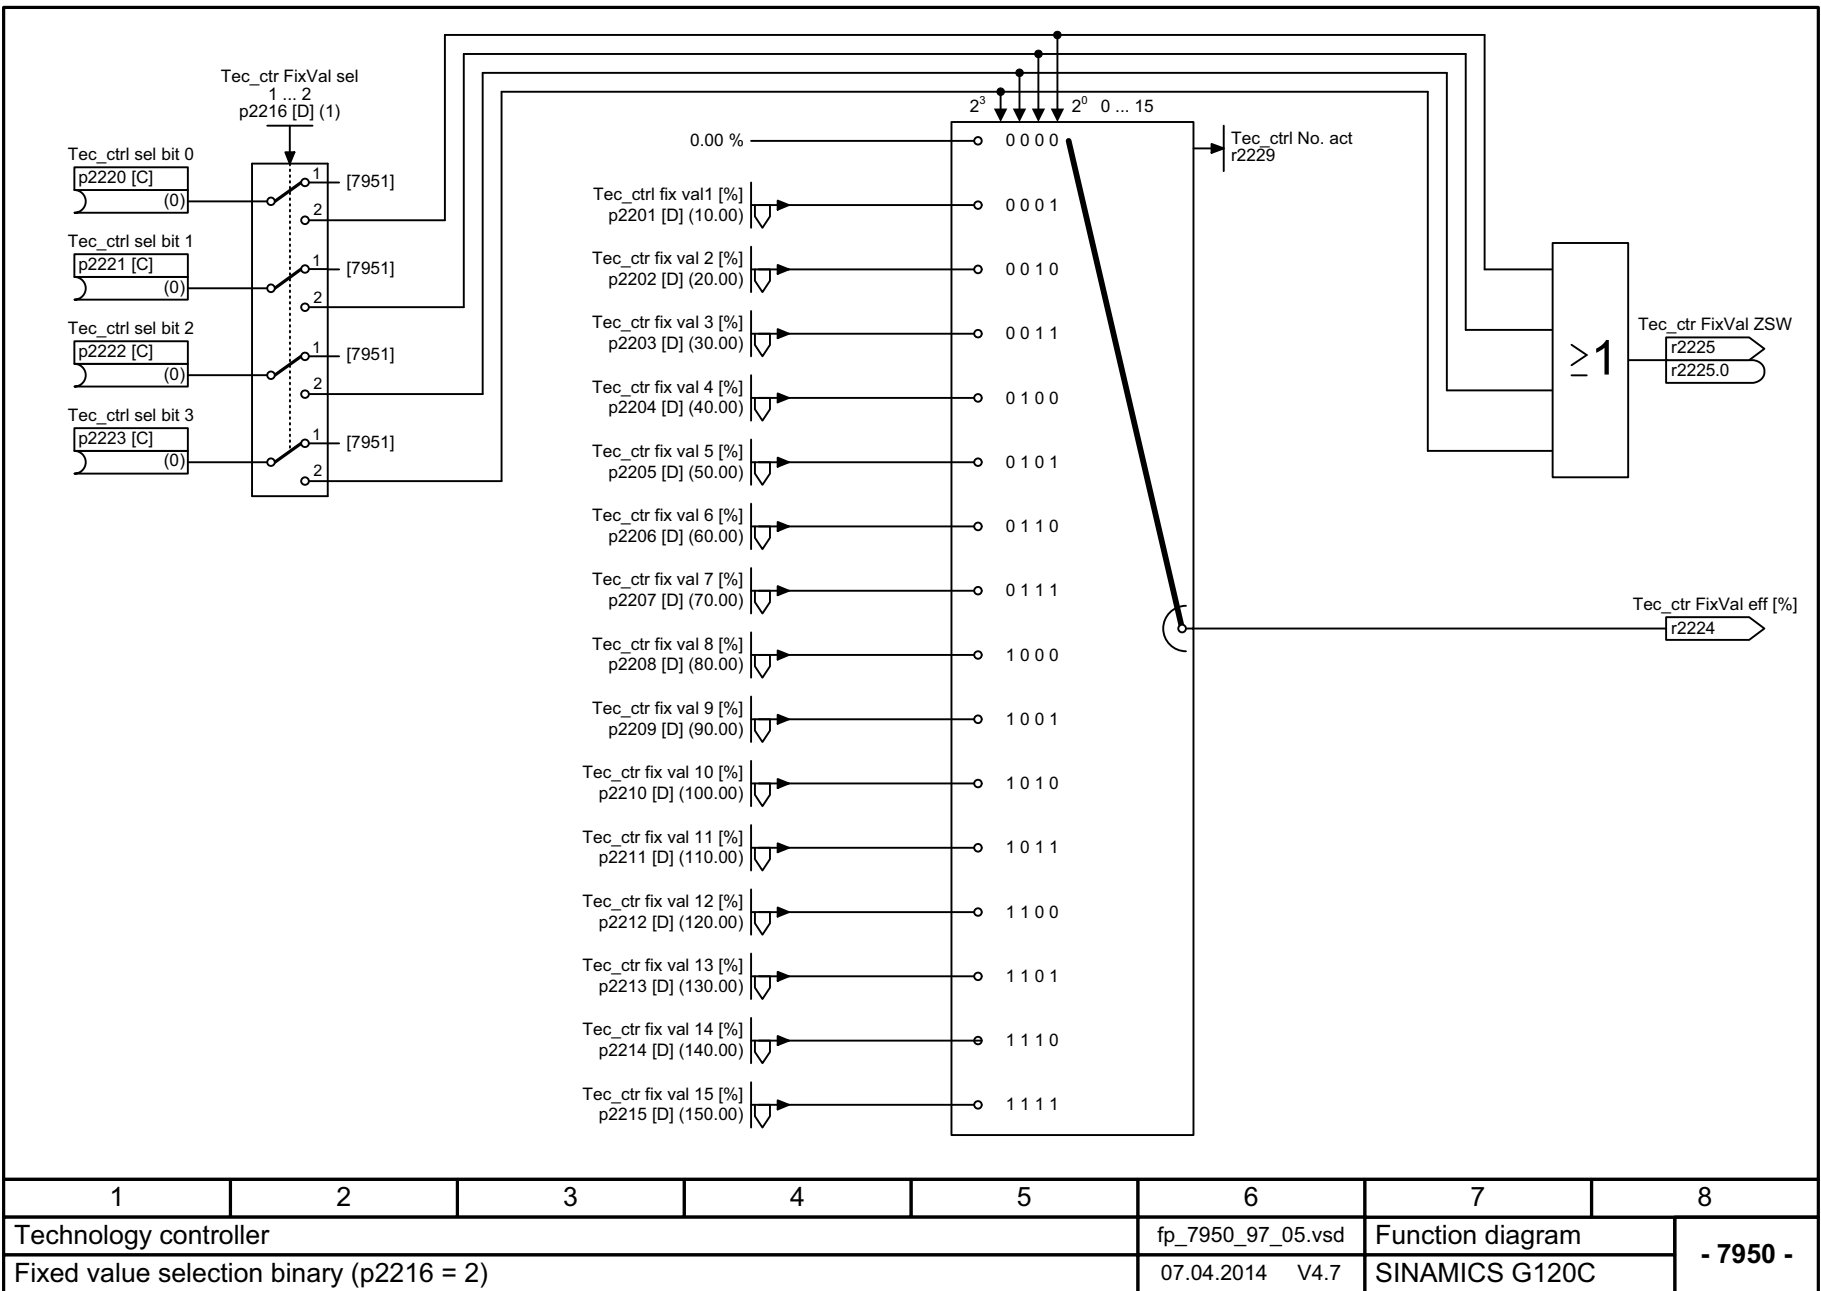 Tec_ctr FixVal sel
1 ... 2
p2216 [D] (1)
Tec_ctrl sel bit 0
p2220 [C]
(0)
1
[7951]
2
Tec_ctrl sel bit 1
p2221 [C]
(0)
1
[7951]
2
Tec_ctrl sel bit 2
p2222 [C]
(0)
1
[7951]
2
Tec_ctrl sel bit 3
p2223 [C]
(0)
1
[7951]
2
2³ 2⁰ 0 ... 15
0.00 % 0 0 0 0
Tec_ctrl fix val1 [%]
p2201 [D] (10.00)
0 0 0 1
Tec_ctr fix val 2 [%]
p2202 [D] (20.00)
0 0 1 0
Tec_ctr fix val 3 [%]
p2203 [D] (30.00)
0 0 1 1
Tec_ctr fix val 4 [%]
p2204 [D] (40.00)
0 1 0 0
Tec_ctr fix val 5 [%]
p2205 [D] (50.00)
0 1 0 1
Tec_ctr fix val 6 [%]
p2206 [D] (60.00)
0 1 1 0
Tec_ctr fix val 7 [%]
p2207 [D] (70.00)
0 1 1 1
Tec_ctr fix val 8 [%]
p2208 [D] (80.00)
1 0 0 0
Tec_ctr fix val 9 [%]
p2209 [D] (90.00)
1 0 0 1
Tec_ctr fix val 10 [%]
p2210 [D] (100.00)
1 0 1 0
Tec_ctr fix val 11 [%]
p2211 [D] (110.00)
1 0 1 1
Tec_ctr fix val 12 [%]
p2212 [D] (120.00)
1 1 0 0
Tec_ctr fix val 13 [%]
p2213 [D] (130.00)
1 1 0 1
Tec_ctr fix val 14 [%]
p2214 [D] (140.00)
1 1 1 0
Tec_ctr fix val 15 [%]
p2215 [D] (150.00)
1 1 1 1
Tec_ctrl No. act
r2229
≥1
Tec_ctr FixVal ZSW
r2225
r2225.0
Tec_ctr FixVal eff [%]
r2224
1 2 3 4 5 6 7 8
Technology controller
fp_7950_97_05.vsd
Function diagram
- 7950 -
Fixed value selection binary (p2216 = 2)
07.04.2014 V4.7
SINAMICS G120C